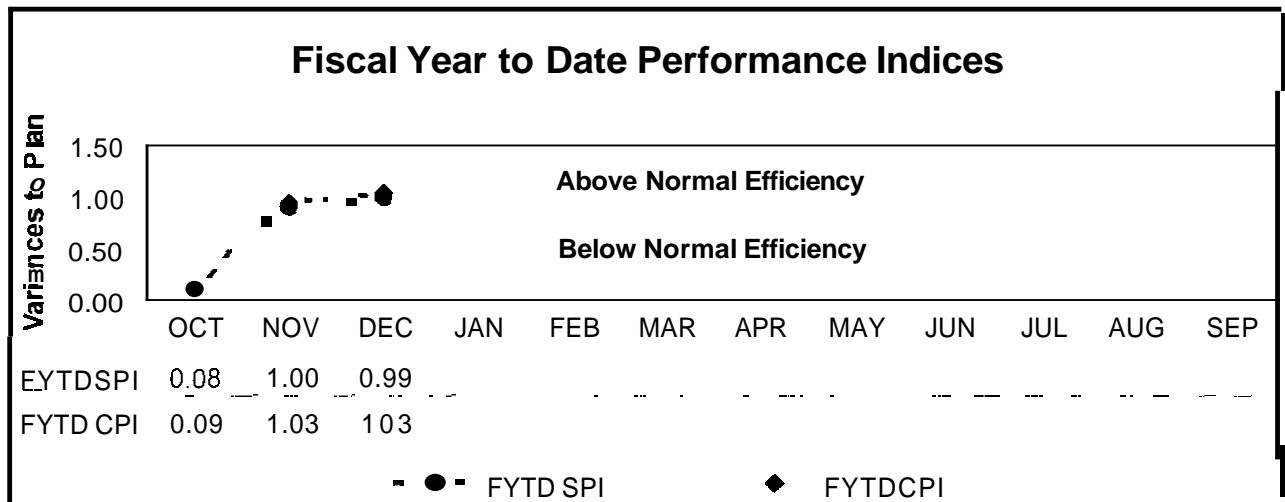 Fiscal Year to Date Performance Indices
Variances to Plan
1.50
Above Normal Efficiency
1.00
0.50
Below Normal Efficiency
0.00
OCT NOV DEC JAN FEB MAR APR MAY JUN JUL AUG SEP
FYTDSPI 0.08 1.00 0.99
FYTD CPI 0.09 1.03 103
FYTD SPI FYTDCPI